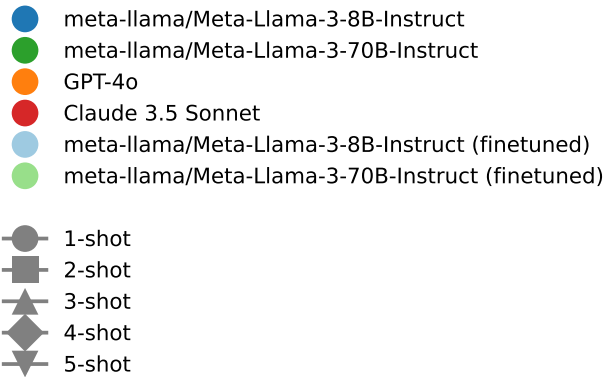 meta-llama/Meta-Llama-3-8B-Instruct
meta-llama/Meta-Llama-3-70B-Instruct
GPT-4o
Claude 3.5 Sonnet
meta-llama/Meta-Llama-3-8B-Instruct (finetuned)
meta-llama/Meta-Llama-3-70B-Instruct (finetuned)
1-shot
2-shot
3-shot
4-shot
5-shot